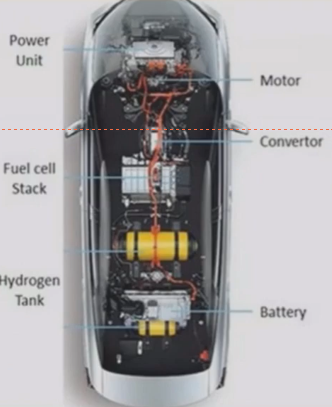 Power
Unit
Motor
Convertor
Fuel cell
Stack
Hydrogen
Tank
Battery